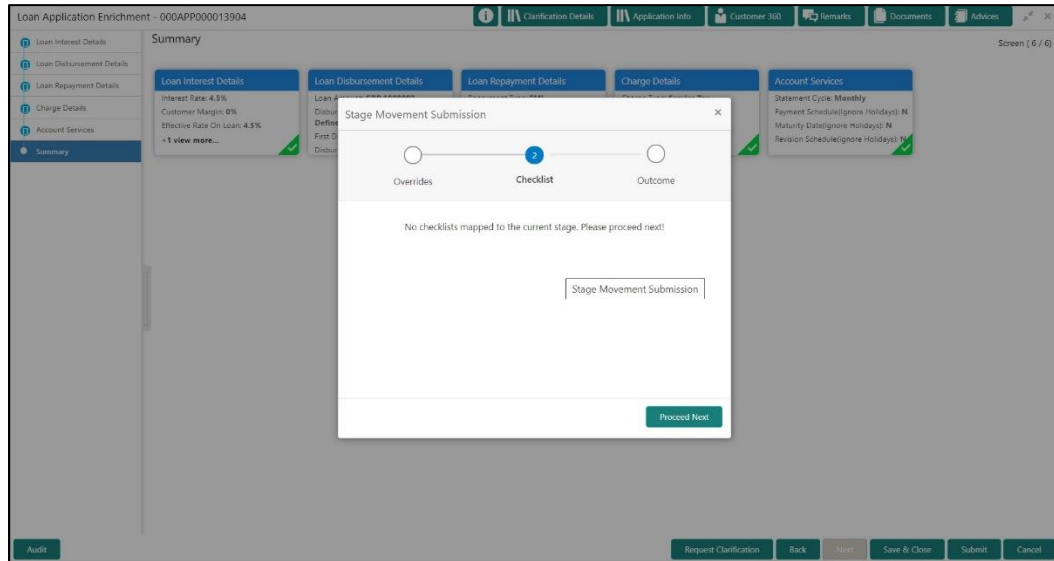 Loan Application Enrichment - 000APP000013904
Clarification Details
Application Info
Customer 360
Remarks
Documents
Advices
Loan Interest Details
Loan Disbursement Details
Loan Repayment Details
Charge Details
Account Services
Summary
Summary
Screen ( 6 / 6)
Loan Interest Details
Interest Rate: 4.5%
Customer Margin: 0%
Effective Rate On Loan: 4.5%
+1 view more...
Loan Disbursement Details
Loan
Disbur
Define
First D
Disbur
Loan Repayment Details
Charge Details
Account Services
Statement Cycle: Monthly
Payment Schedule(Ignore Holidays): N
Maturity Date(Ignore Holidays): N
Revision Schedule(Ignore Holidays): N
Stage Movement Submission
2
Overrides
Checklist
Outcome
No checklists mapped to the current stage. Please proceed next!
Stage Movement Submission
Proceed Next
Audit
Request Clarification
Back
Next
Save & Close
Submit
Cancel